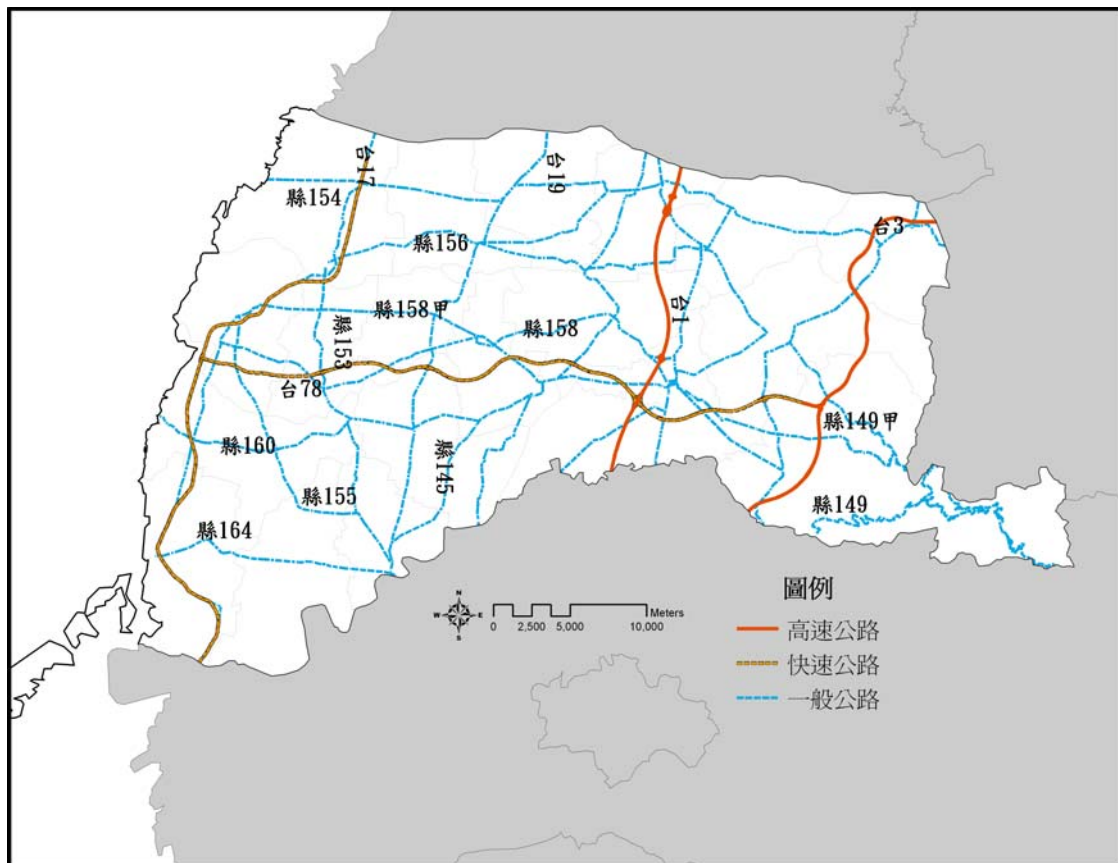 台17
台19
縣154
台3
縣156
縣158甲
台1
縣158
縣153
台78
縣149甲
縣160
縣145
縣155
縣149
縣164
圖例
N
W
E
S
Meters
0
2,500
5,000
10,000
高速公路
快速公路
一般公路